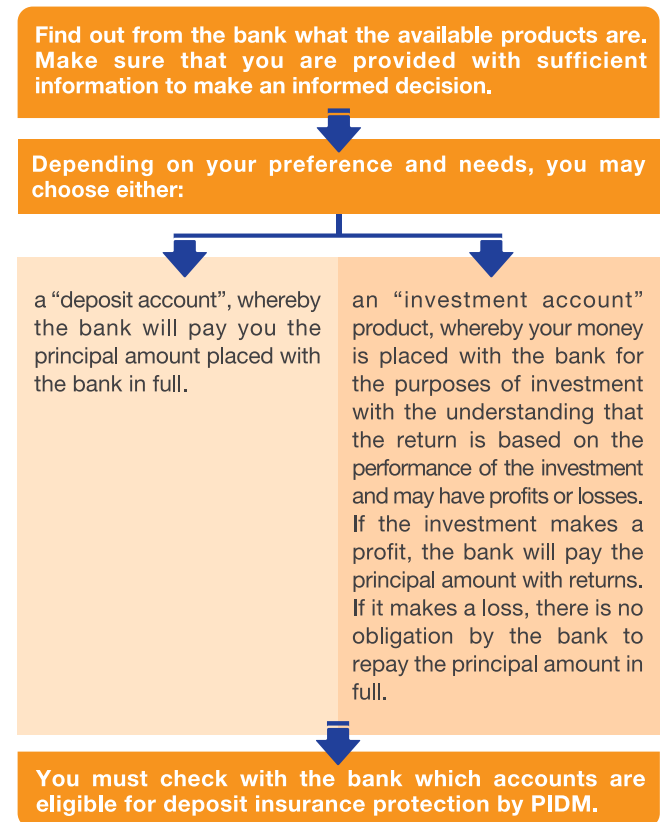 Find out from the bank what the available products are.
Make sure that you are provided with sufficient
information to make an informed decision.
Depending on your preference and needs, you may
choose either:
a “deposit account”, whereby
the bank will pay you the
principal amount placed with
the bank in full.
an “investment account”
product, whereby your money
is placed with the bank for
the purposes of investment
with the understanding that
the return is based on the
performance of the investment
and may have profits or losses.
If the investment makes a
profit, the bank will pay the
principal amount with returns.
If it makes a loss, there is no
obligation by the bank to
repay the principal amount in
full.
You must check with the bank which accounts are
eligible for deposit insurance protection by PIDM.